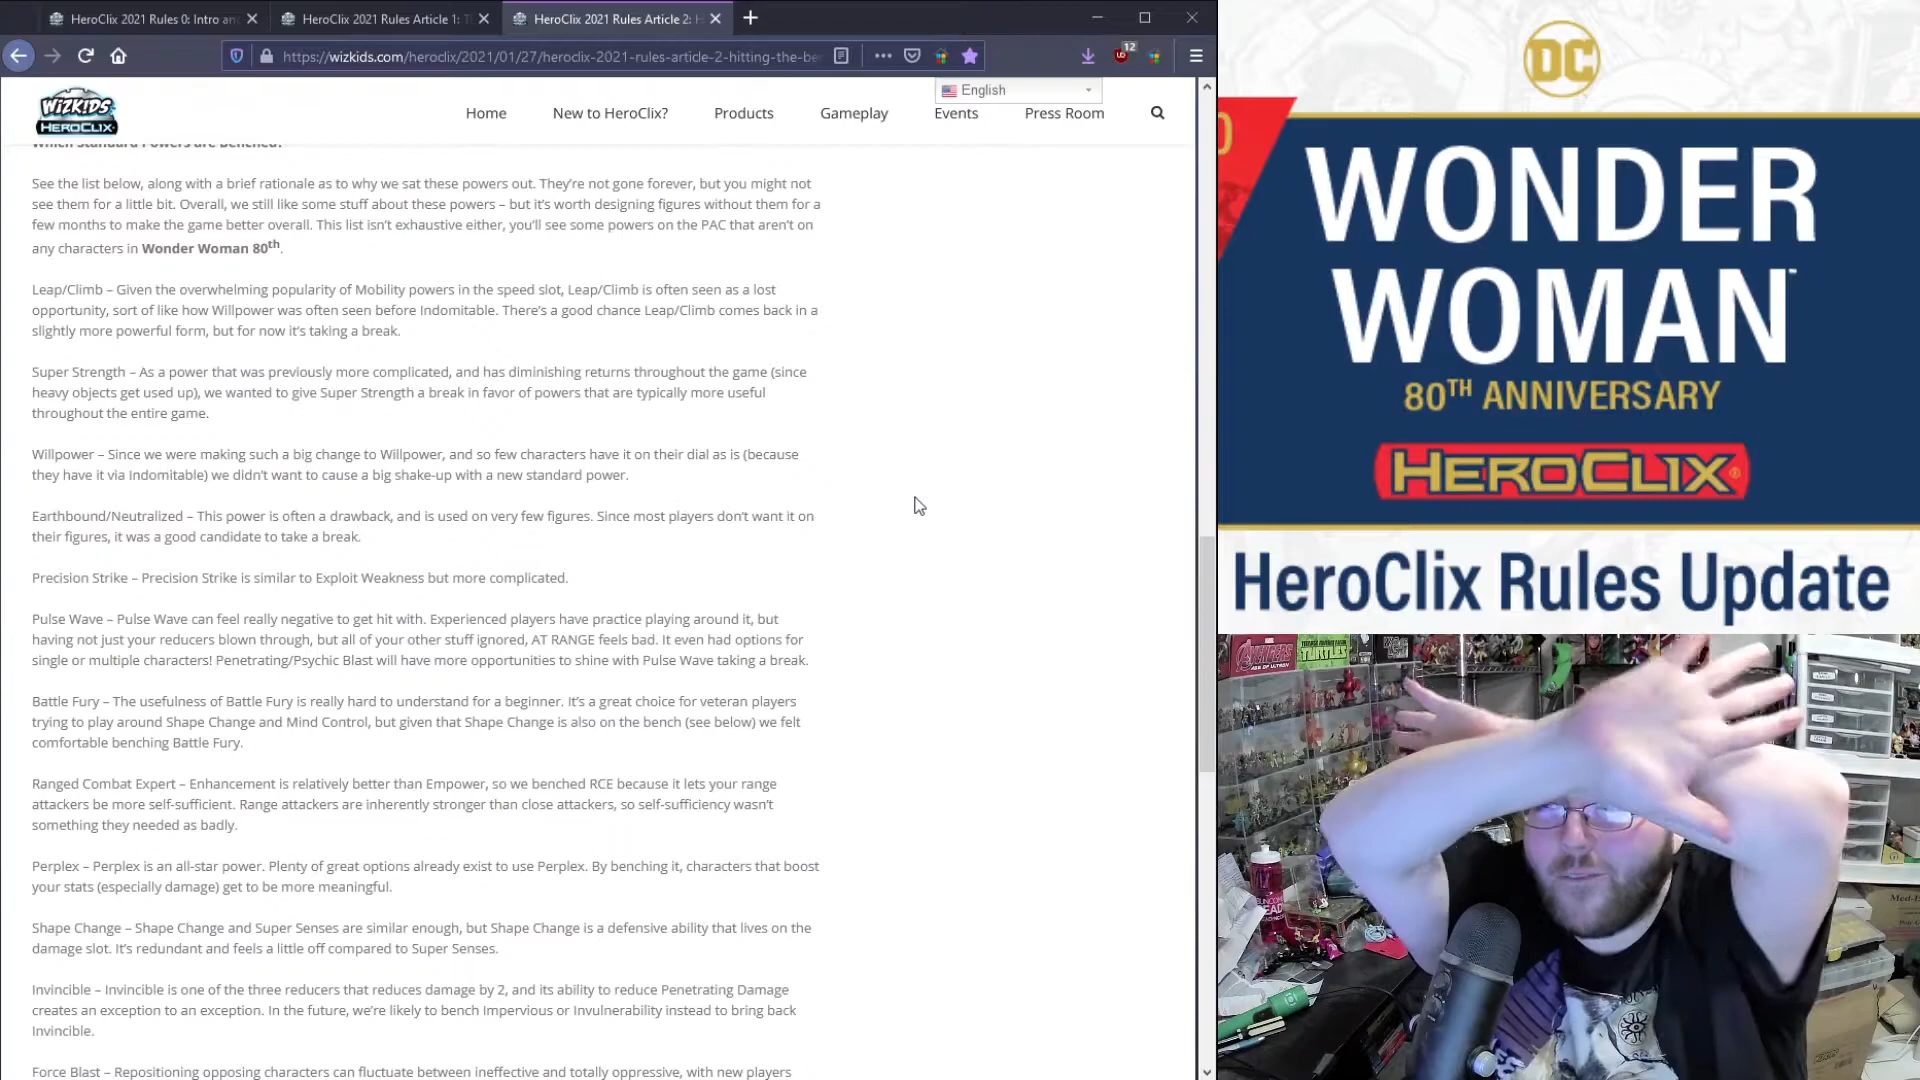 HeroClix 2021 Rules 0: Intro an
HeroClix 2021 Rules Article 1: T
HeroClix 2021 Rules Article 2: H
https://wizkids.com/heroclix/2021/01/27/heroclix-2021-rules-article-2-hitting-the-be
12
WIZKIDS
HEROCLIX
English
Home
New to HeroClix?
Products
Gameplay
Events
Press Room
Which Standard Powers are Benched?
See the list below, along with a brief rationale as to why we sat these powers out. They're not gone forever, but you might not
see them for a little bit. Overall, we still like some stuff about these powers – but it's worth designing figures without them for a
few months to make the game better overall. This list isn't exhaustive either, you'll see some powers on the PAC that aren't on
any characters in Wonder Woman 80th.
Leap/Climb – Given the overwhelming popularity of Mobility powers in the speed slot, Leap/Climb is often seen as a lost
opportunity, sort of like how Willpower was often seen before Indomitable. There's a good chance Leap/Climb comes back in a
slightly more powerful form, but for now it's taking a break.
Super Strength – As a power that was previously more complicated, and has diminishing returns throughout the game (since
heavy objects get used up), we wanted to give Super Strength a break in favor of powers that are typically more useful
throughout the entire game.
Willpower – Since we were making such a big change to Willpower, and so few characters have it on their dial as is (because
they have it via Indomitable) we didn't want to cause a big shake-up with a new standard power.
Earthbound/Neutralized – This power is often a drawback, and is used on very few figures. Since most players don't want it on
their figures, it was a good candidate to take a break.
Precision Strike – Precision Strike is similar to Exploit Weakness but more complicated.
Pulse Wave – Pulse Wave can feel really negative to get hit with. Experienced players have practice playing around it, but
having not just your reducers blown through, but all of your other stuff ignored, AT RANGE feels bad. It even had options for
single or multiple characters! Penetrating/Psychic Blast will have more opportunities to shine with Pulse Wave taking a break.
Battle Fury – The usefulness of Battle Fury is really hard to understand for a beginner. It's a great choice for veteran players
trying to play around Shape Change and Mind Control, but given that Shape Change is also on the bench (see below) we felt
comfortable benching Battle Fury.
Ranged Combat Expert – Enhancement is relatively better than Empower, so we benched RCE because it lets your range
attackers be more self-sufficient. Range attackers are inherently stronger than close attackers, so self-sufficiency wasn't
something they needed as badly.
Perplex – Perplex is an all-star power. Plenty of great options already exist to use Perplex. By benching it, characters that boost
your stats (especially damage) get to be more meaningful.
Shape Change – Shape Change and Super Senses are similar enough, but Shape Change is a defensive ability that lives on the
damage slot. It's redundant and feels a little off compared to Super Senses.
Invincible – Invincible is one of the three reducers that reduces damage by 2, and its ability to reduce Penetrating Damage
creates an exception to an exception. In the future, we're likely to bench Impervious or Invulnerability instead to bring back
Invincible.
Force Blast – Repositioning opposing characters can fluctuate between ineffective and totally oppressive, with new players
DC
WONDER
WOMAN
80TH ANNIVERSARY
HEROCLIX
HeroClix Rules Update
AVENGERS
TURTLES